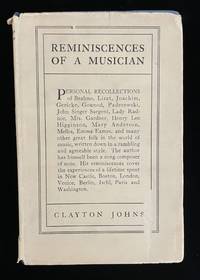 REMINISCENCES
OF A MUSICIAN
PERSONAL RECOLLECTIONS
of Brahms, Liszt, Joachim,
Gericke, Gounod, Paderewski,
John Singer Sargent, Lady Rad-
nor, Mrs. Gardner, Henry Lee
Higginson, Mary Anderson,
Melba, Emma Eames, and many
other great folk in the world of
music, written down in a rambling
and agreeable style. The author
has himself been a song composer
of note. His reminiscences cover
the experiences of a lifetime spent
in New Castle, Boston, London,
Venice, Berlin, Ischl, Paris and
Washington.
CLAYTON JOHNS